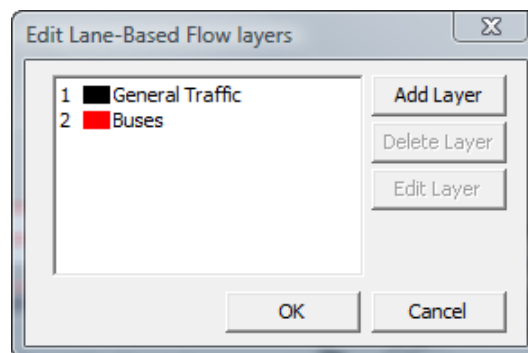 Edit Lane-Based Flow layers
1 General Traffic
2 Buses
Add Layer
Delete Layer
Edit Layer
OK
Cancel